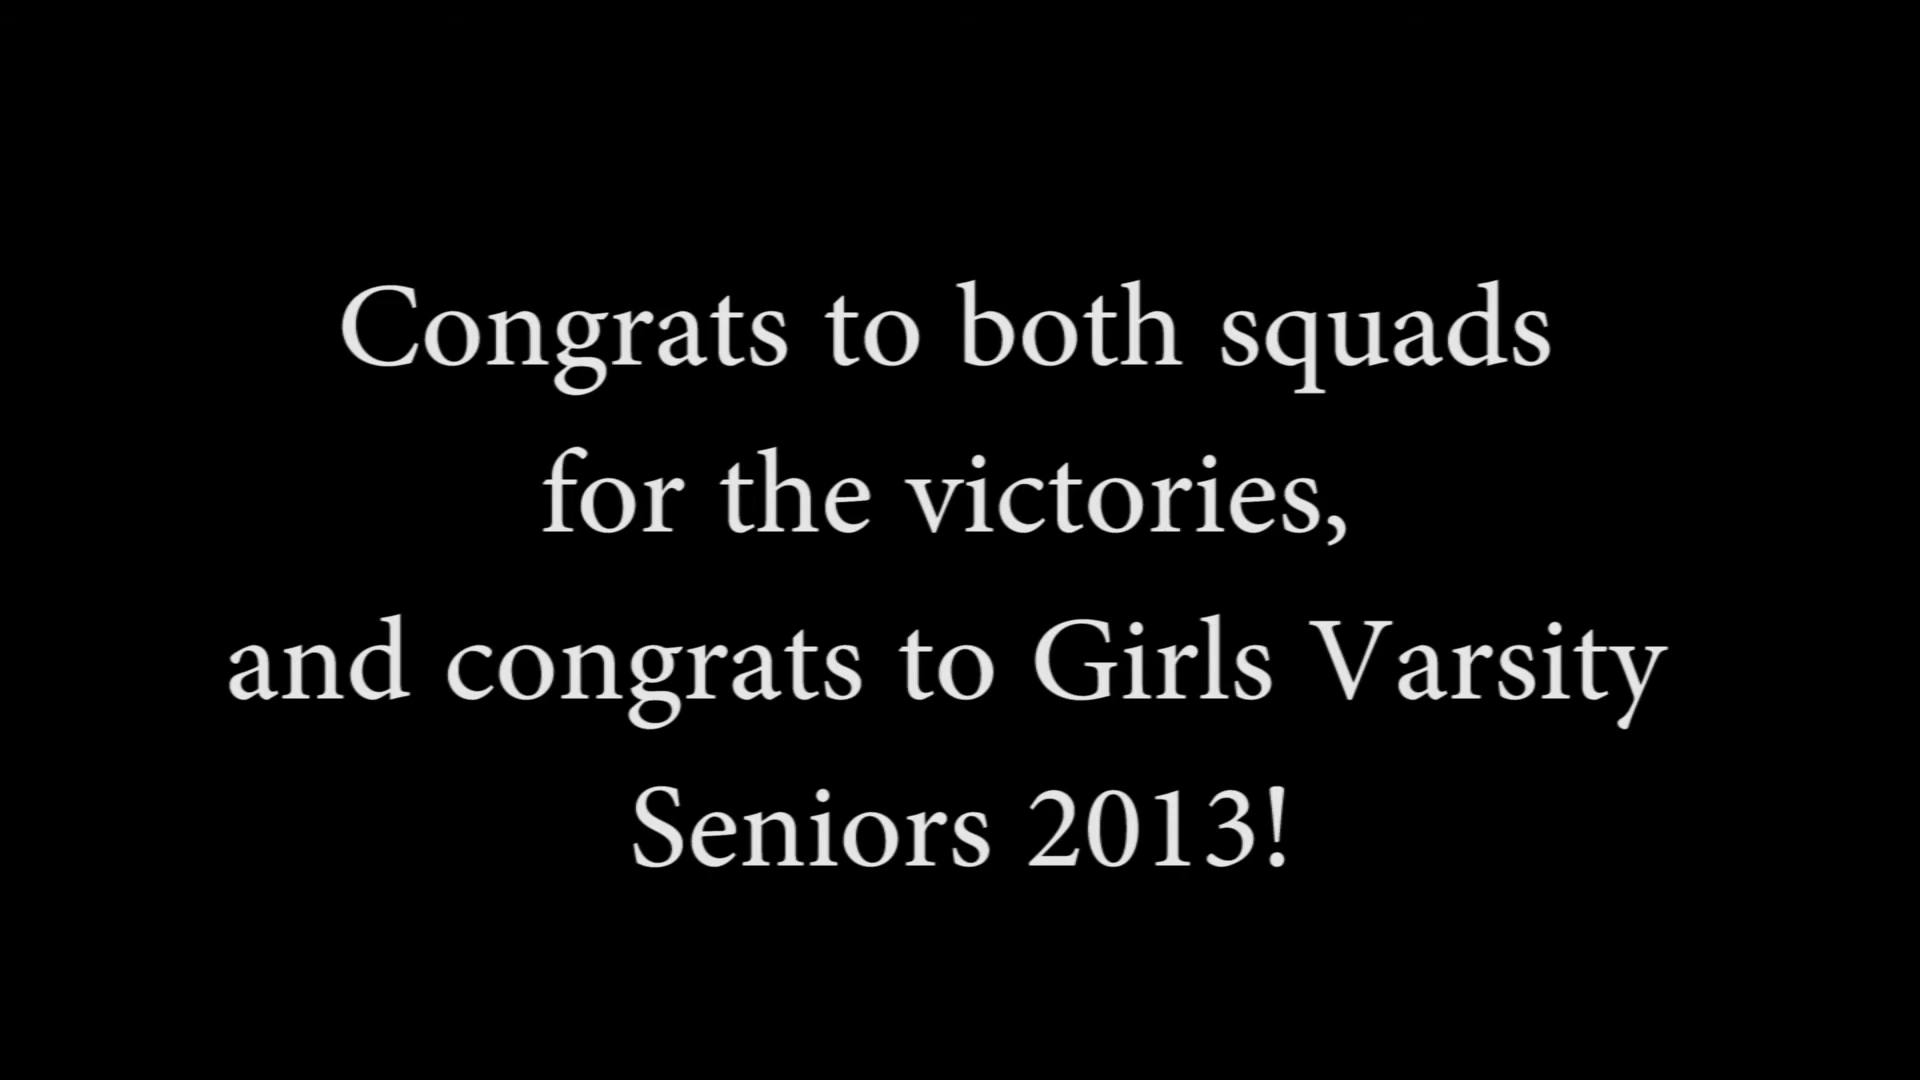 Congrats to both squads
for the victories,
and congrats to Girls Varsity
Seniors 2013!